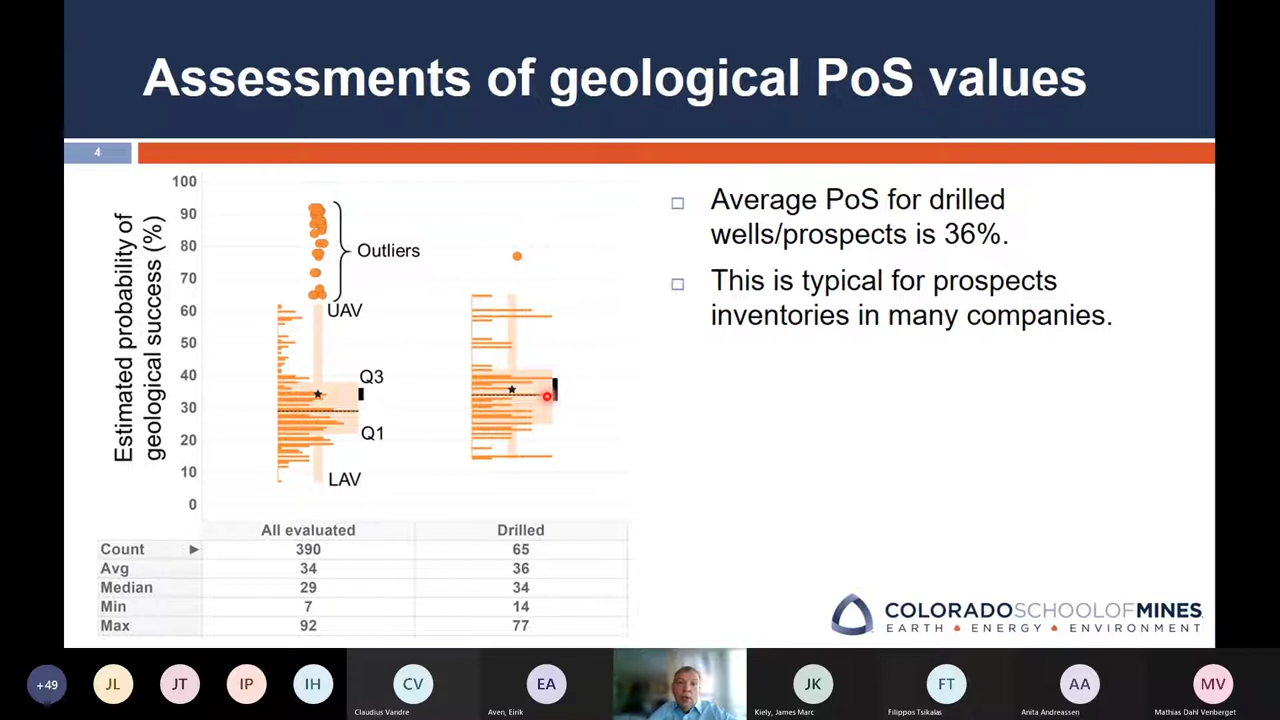 Assessments of geological PoS values
4
Estimated probability of
geological success (%)
100
90
80
70
60
50
40
30
20
10
0
Outliers
UAV
Q3
Q1
LAV
□ Average PoS for drilled
wells/prospects is 36%.
□ This is typical for prospects
inventories in many companies.
All evaluated Drilled
Count ▶ 390 65
Avg 34 36
Median 29 34
Min 7 14
Max 92 77
COLORADOSCHOOLOFMINES
EARTH • ENERGY • ENVIRONMENT
+49 JL JT IP IH CV EA JK FT AA MV
Claudius Vandre Aven, Eirik Kiely, James Marc Filippos Tsikalas Anita Andreassen Mathias Dahl Venberget